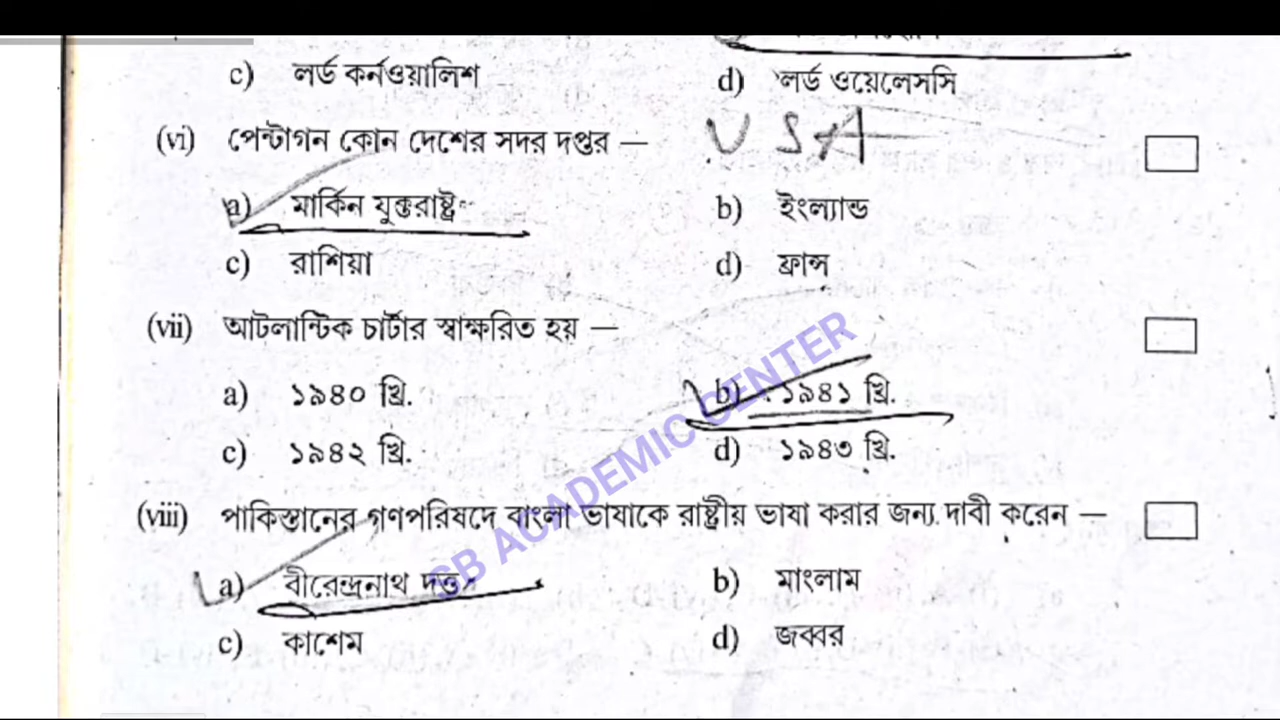 c) লর্ড কর্নওয়ালিশ d) লর্ড ওয়েলেসসি
(vi) পেন্টাগন কোন দেশের সদর দপ্তর — USA
a) মার্কিন যুক্তরাষ্ট্র b) ইংল্যান্ড
c) রাশিয়া d) ফ্রান্স
(vii) আটলান্টিক চার্টার স্বাক্ষরিত হয় —
a) ১৯৪০ খ্রি. b) ১৯৪১ খ্রি.
c) ১৯৪২ খ্রি. d) ১৯৪৩ খ্রি.
(viii) পাকিস্তানের গণপরিষদে বাংলা ভাষাকে রাষ্ট্রীয় ভাষা করার জন্য দাবী করেন —
a) বীরেন্দ্রনাথ দত্ত b) মাংলাম
c) কাশেম d) জব্বর
SB ACADEMIC CENTER